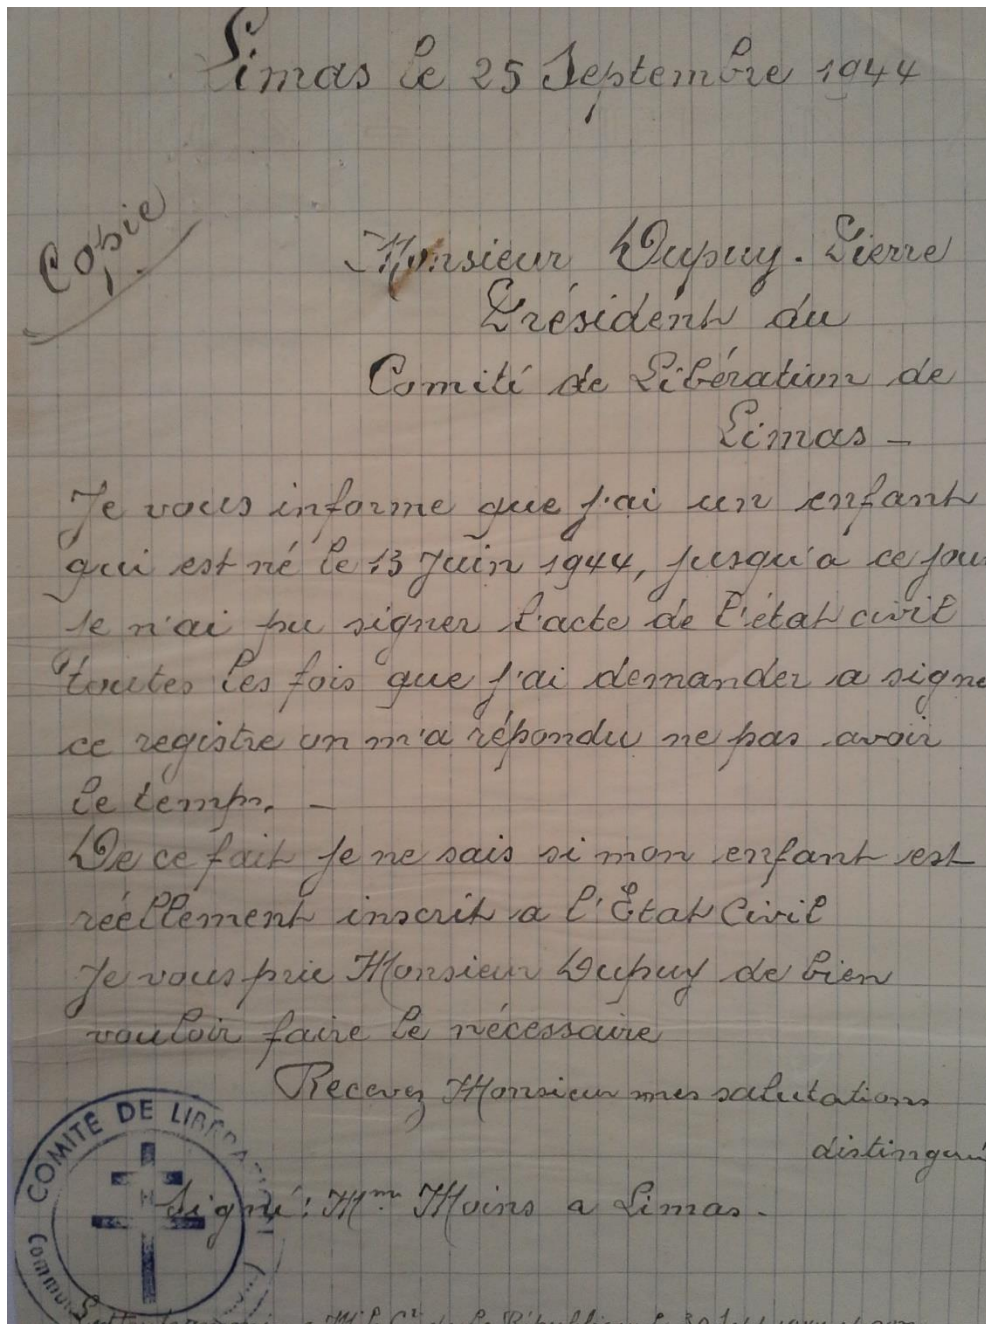 Limas le 25 Septembre 1944
Copie
Monsieur Dupuy. Pierre
Président du
Comité de Libération de
Limas -
Je vous informe que j'ai un enfant
qui est né le 13 Juin 1944, jusqu'à ce jou
je n'ai pu signer l'acte de l'état civil
toutes les fois que j'ai demander a signe
ce registre on m'a répondu ne pas avoir
le temps. -
De ce fait je ne sais si mon enfant est
réellement inscrit a l'État Civil
Je vous prie Monsieur Dupuy de bien
vouloir faire le nécessaire
Recevez Monsieur mes salutations
distingué
COMITÉ DE LIBÉRATION
Signé: Mme Moins a Limas.